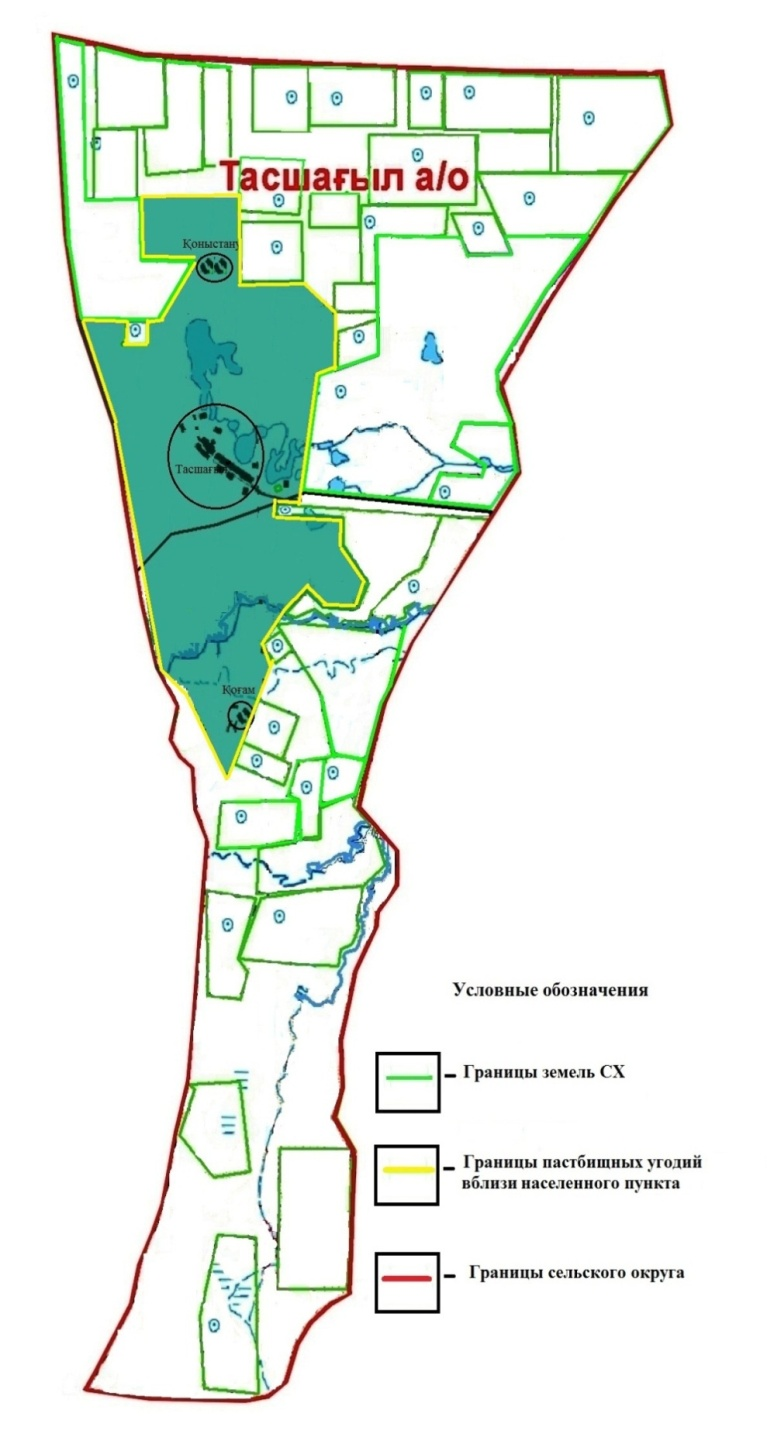 Тасшағыл а/о
Қоныстану
Тасшағыл
Қоғам
Условные обозначения
– Границы земель СХ
– Границы пастбищных угодий
вблизи населенного пункта
– Границы сельского округа